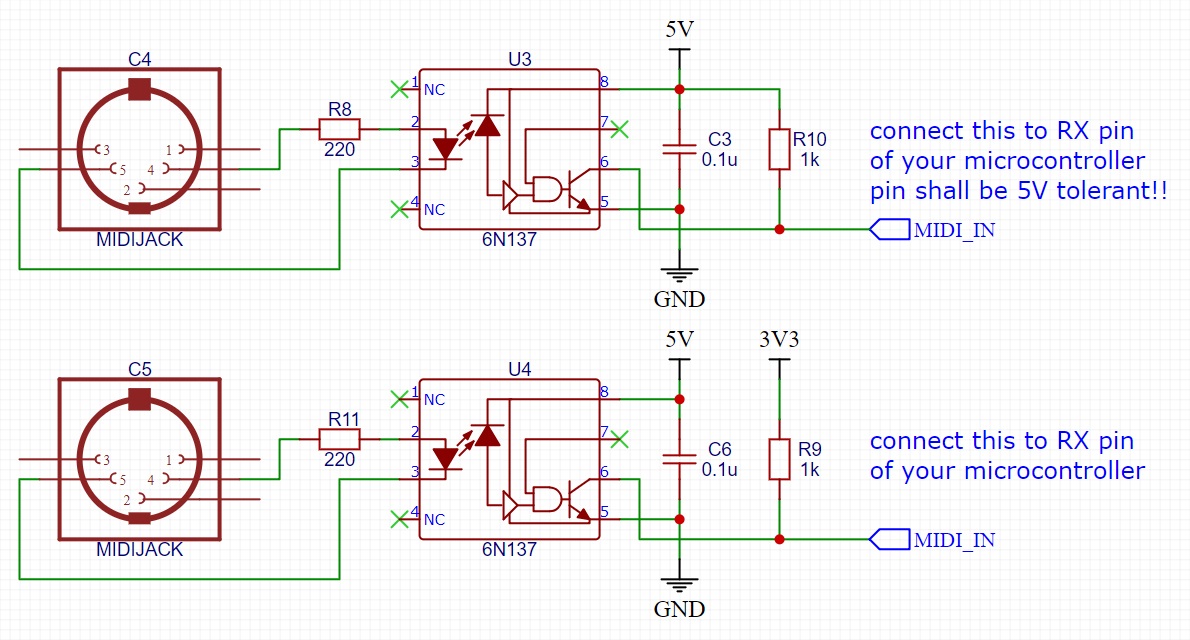 5V
C4
U3
1 NC
8
R8
2
7
220
C3
0.1u
R10
1k
connect this to RX pin
of your microcontroller
pin shall be 5V tolerant!!
3
1
5
4
2
3
6
4 NC
5
MIDIJACK
6N137
MIDI_IN
GND
5V
3V3
C5
U4
1 NC
8
R11
2
7
220
C6
0.1u
R9
1k
connect this to RX pin
of your microcontroller
3
1
5
4
2
3
6
4 NC
5
MIDIJACK
6N137
MIDI_IN
GND